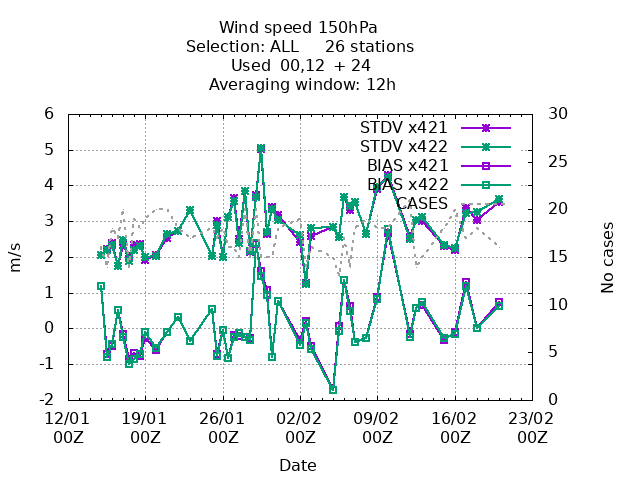 Wind speed 150hPa
Selection: ALL 26 stations
Used 00,12 + 24
Averaging window: 12h
STDV x421
STDV x422
BIAS x421
BIAS x422
CASES
6
5
4
3
2
1
0
-1
-2
30
25
20
15
10
5
0
m/s
No cases
12/01 19/01 26/01 02/02 09/02 16/02 23/02
00Z 00Z 00Z 00Z 00Z 00Z 00Z
Date